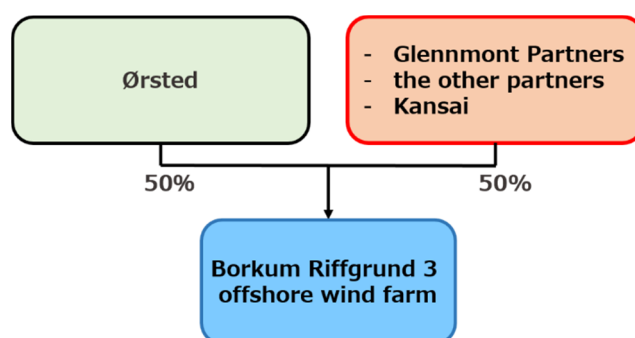 Ørsted
- Glennmont Partners
- the other partners
- Kansai
50%
50%
Borkum Riffgrund 3
offshore wind farm